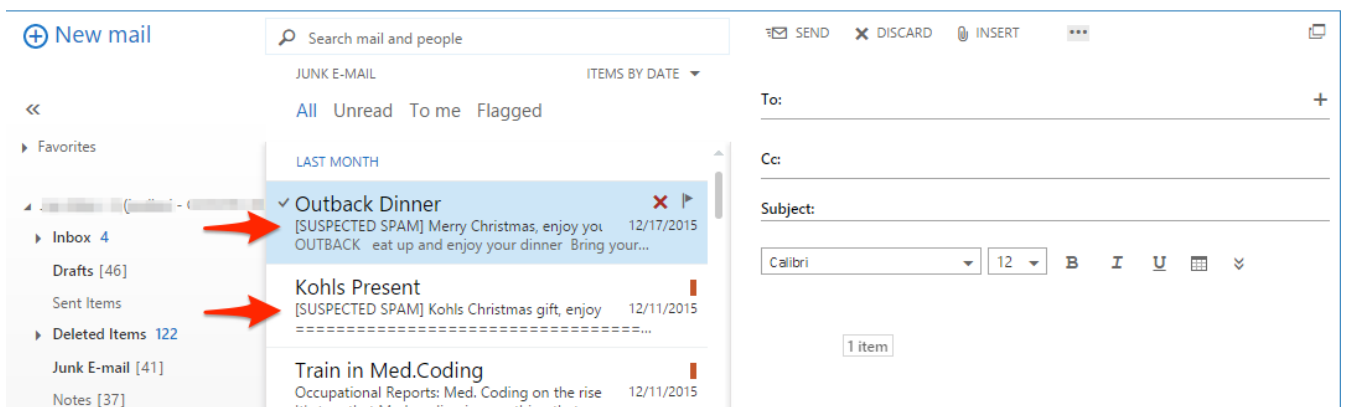 New mail
«
Favorites
Inbox 4
Drafts [46]
Sent Items
Deleted Items 122
Junk E-mail [41]
Notes [37]
Search mail and people
JUNK E-MAIL ITEMS BY DATE
All Unread To me Flagged
LAST MONTH
Outback Dinner
[SUSPECTED SPAM] Merry Christmas, enjoy you 12/17/2015
OUTBACK eat up and enjoy your dinner Bring your...
Kohls Present
[SUSPECTED SPAM] Kohls Christmas gift, enjoy 12/11/2015
==================================...
Train in Med.Coding
Occupational Reports: Med. Coding on the rise 12/11/2015
SEND DISCARD INSERT ...
To: +
Cc:
Subject:
Calibri 12 B I U
1 item